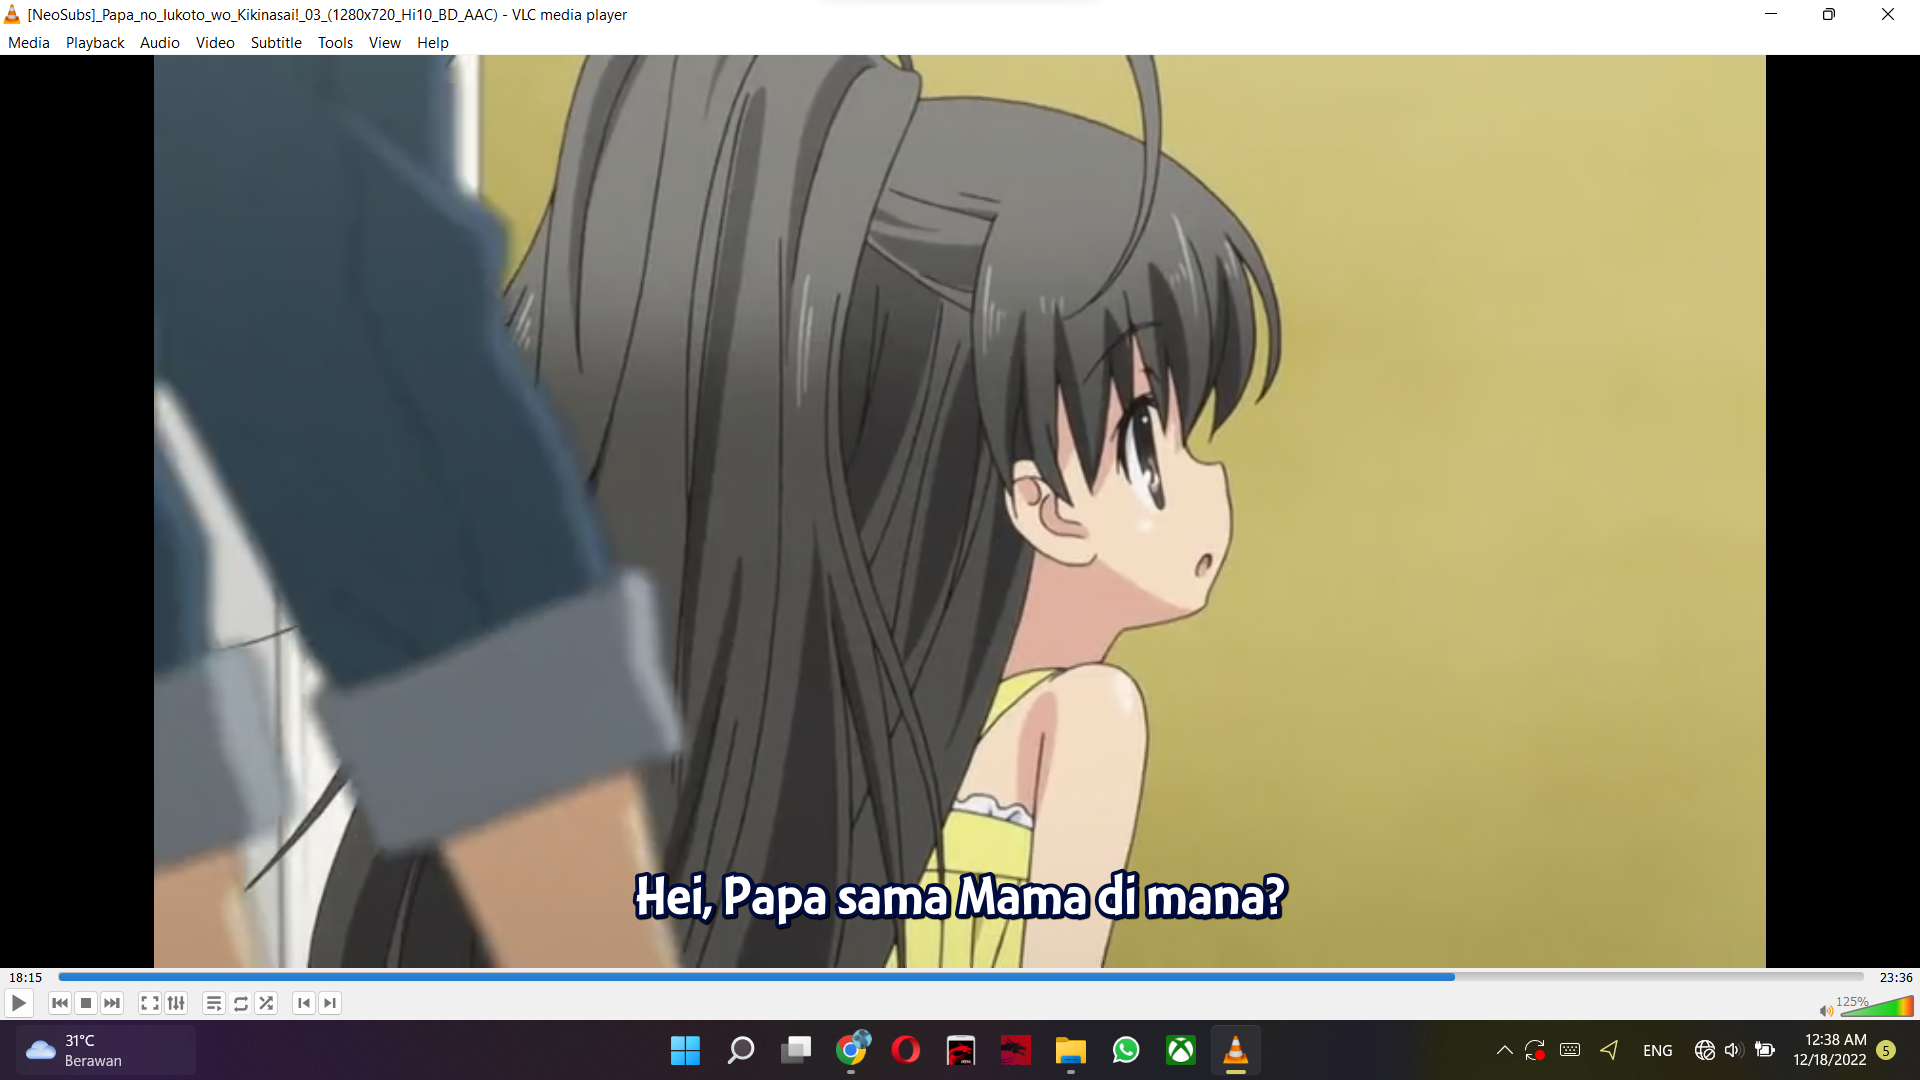 [NeoSubs]_Papa_no_Iukoto_wo_Kikinasai!_03_(1280x720_Hi10_BD_AAC) - VLC media player
Media Playback Audio Video Subtitle Tools View Help
Hei, Papa sama Mama di mana?
18:15
23:36
125%
31°C
Berawan
ENG
12:38 AM
12/18/2022
5